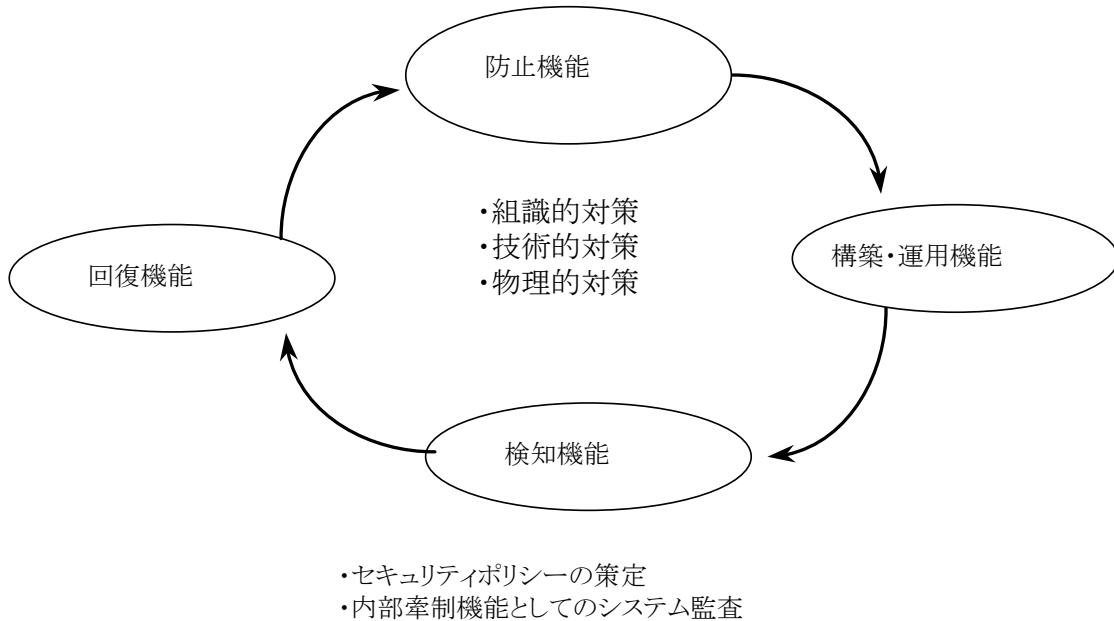 防止機能
・組識的対策
・技術的対策
・物理的対策
構築・運用機能
回復機能
検知機能
・セキュリティポリシーの策定
・内部牽制機能としてのシステム監査